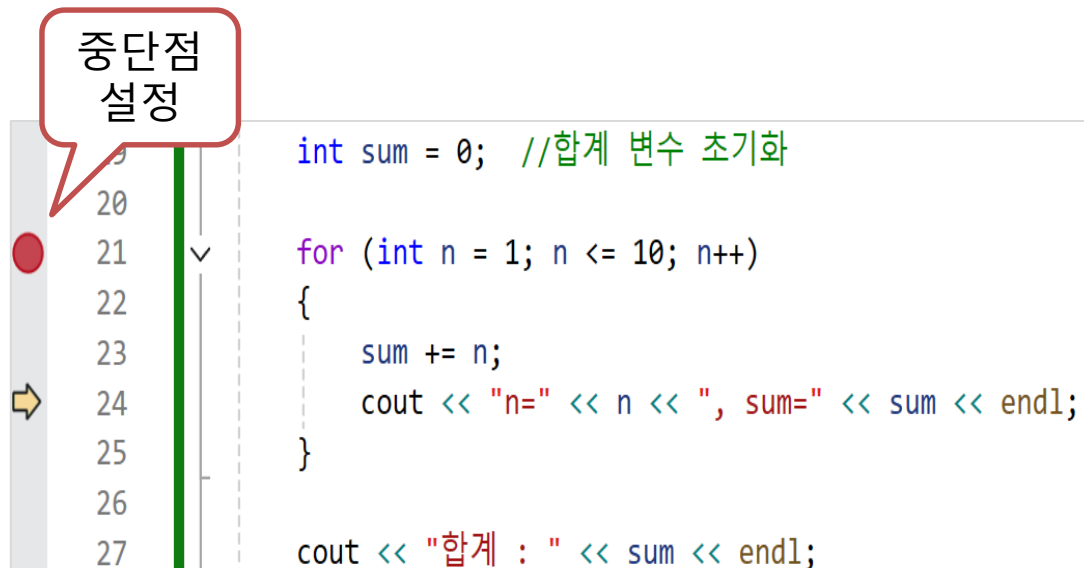 중단점
설정
int sum = 0; //합계 변수 초기화
20
21 for (int n = 1; n <= 10; n++)
22 {
23 sum += n;
24 cout << "n=" << n << ", sum=" << sum << endl;
25 }
26
27 cout << "합계 : " << sum << endl;